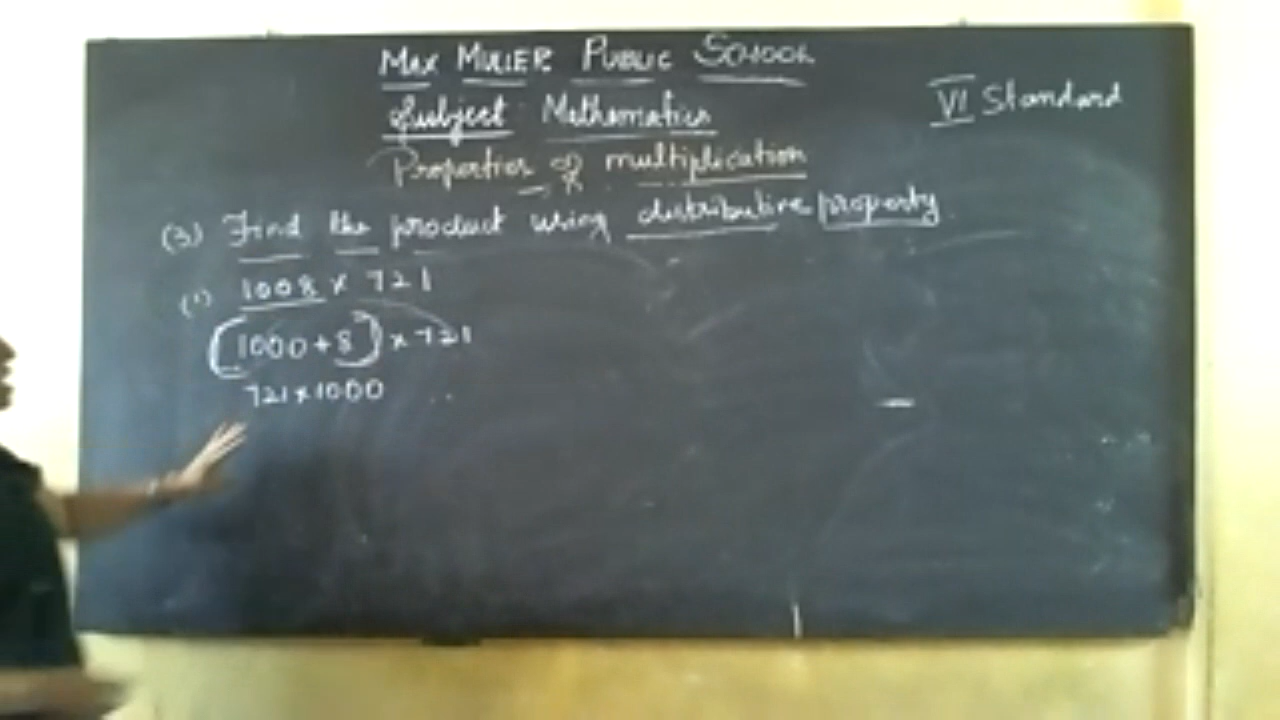 MAX MULLER PUBLIC SCHOOL
VI Standard
Subject Mathematics
Properties of multiplication
(3) Find the product using distributive property.
(1) 1008 x 721
[1000 + 8] x 721
721 x 1000